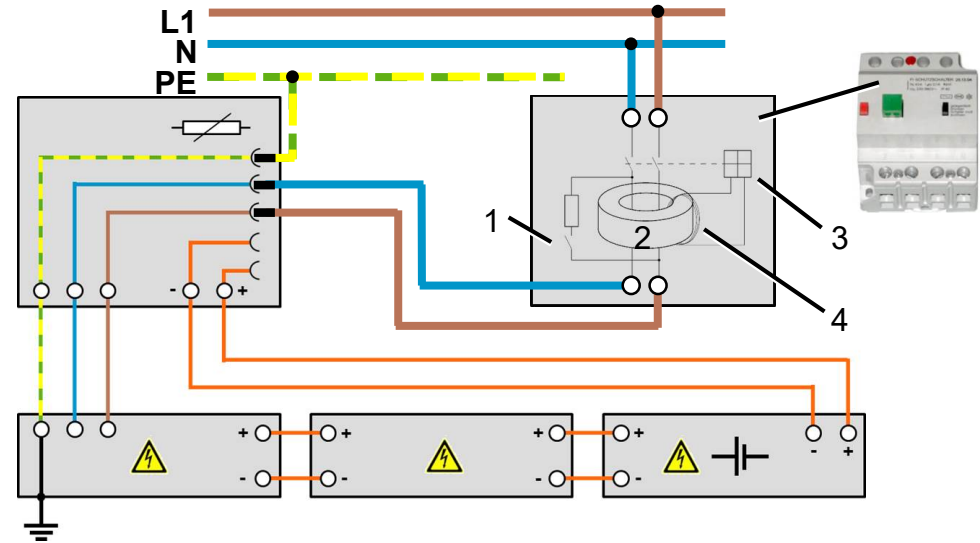 L1
N
PE
1
2
3
4
- +
+ + + +
- +
- - - -